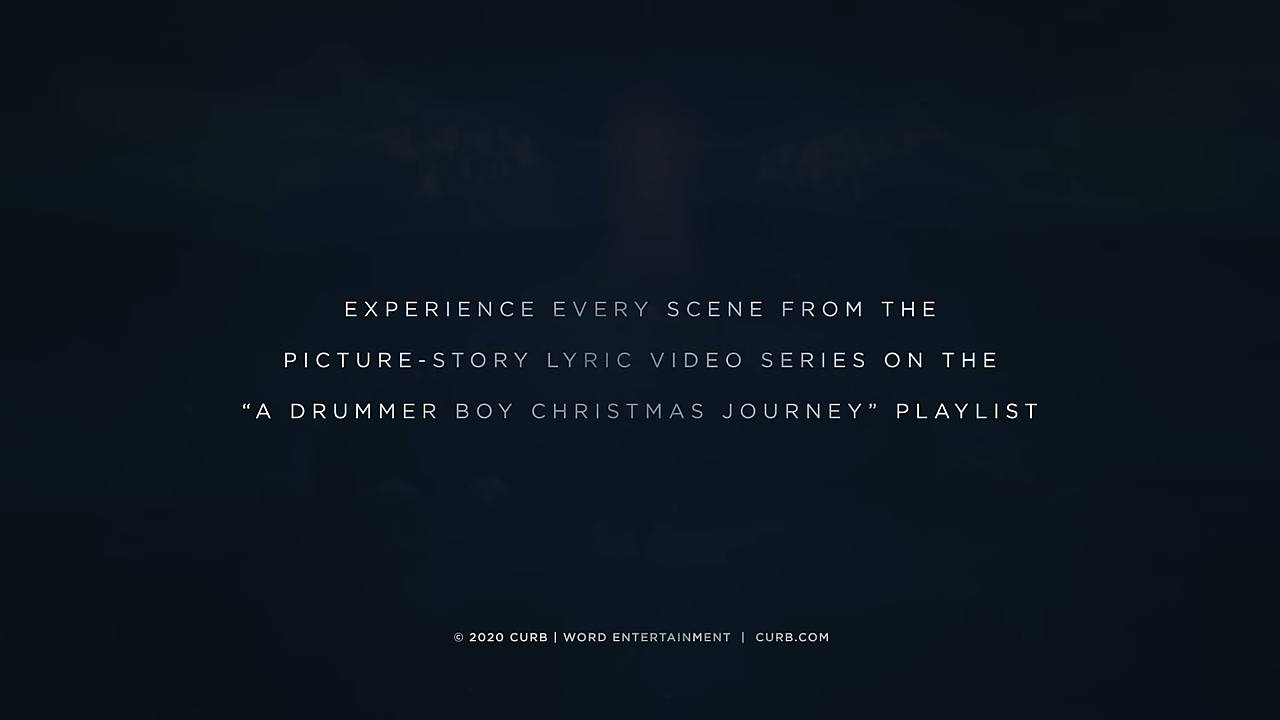 EXPERIENCE EVERY SCENE FROM THE
PICTURE-STORY LYRIC VIDEO SERIES ON THE
“A DRUMMER BOY CHRISTMAS JOURNEY” PLAYLIST
© 2020 CURB | WORD ENTERTAINMENT | CURB.COM